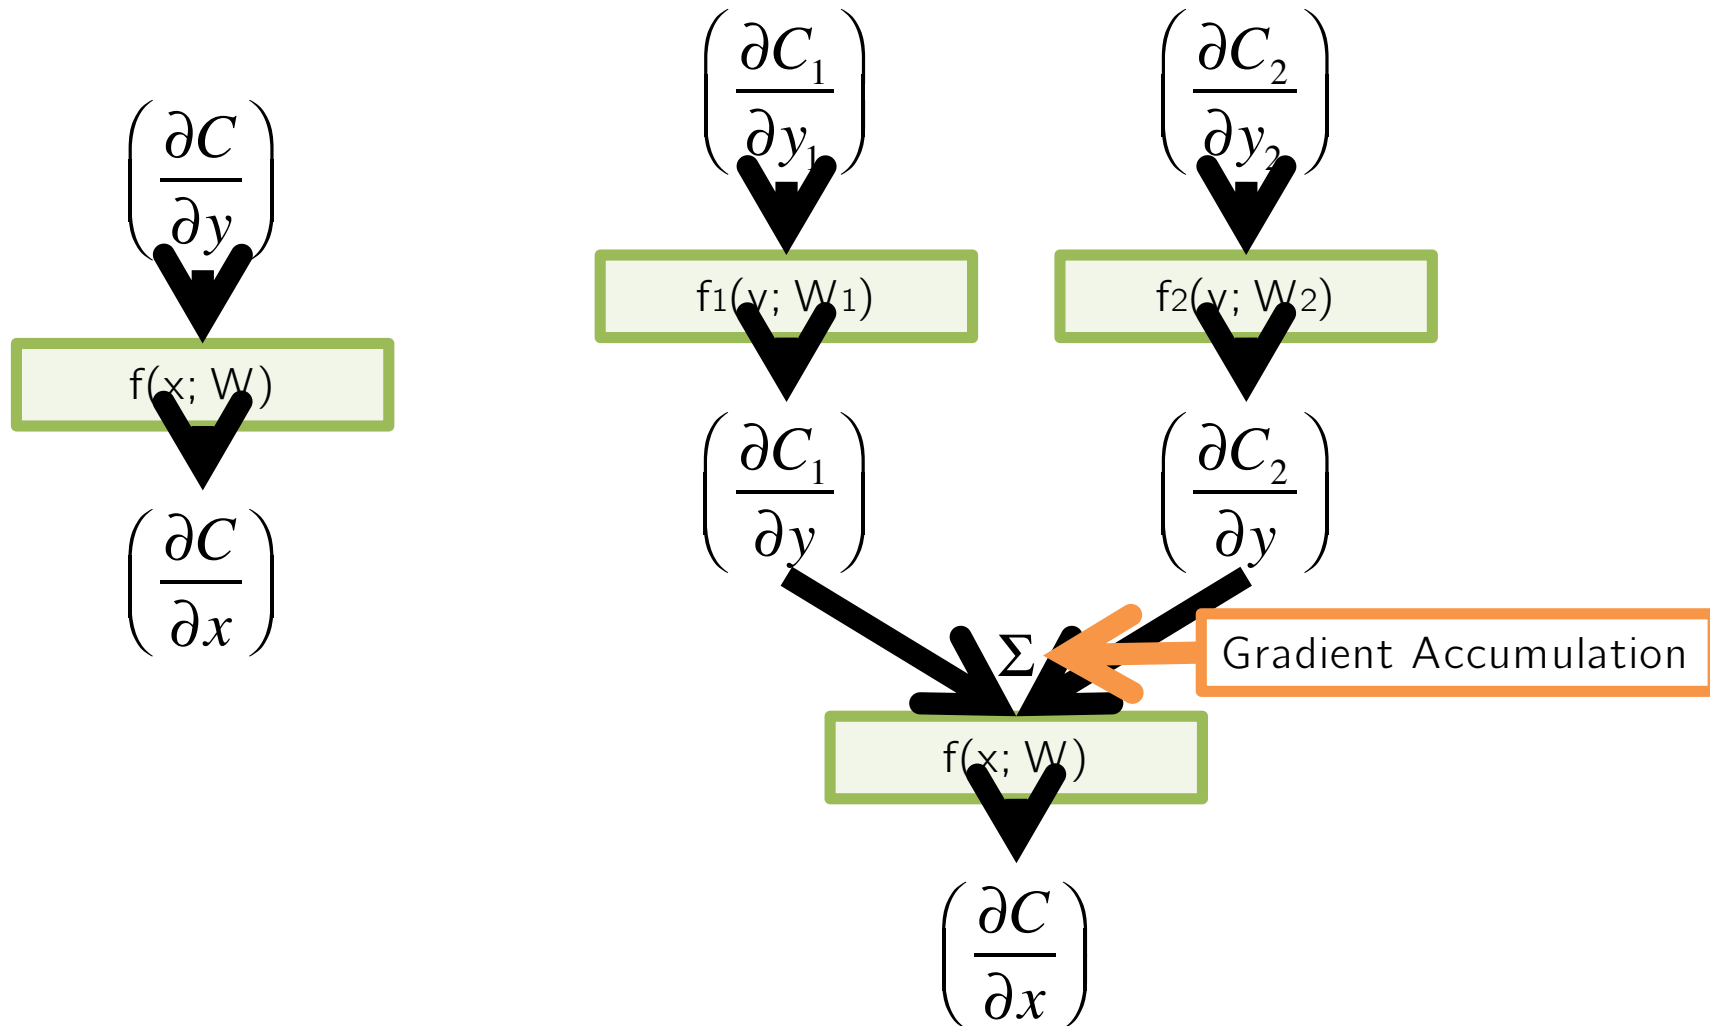 (∂C/∂y)
f(x; W)
(∂C/∂x)
(∂C₁/∂y₁)
(∂C₂/∂y₂)
f1(y; W1)
f2(y; W2)
(∂C₁/∂y)
(∂C₂/∂y)
Σ
Gradient Accumulation
f(x; W)
(∂C/∂x)